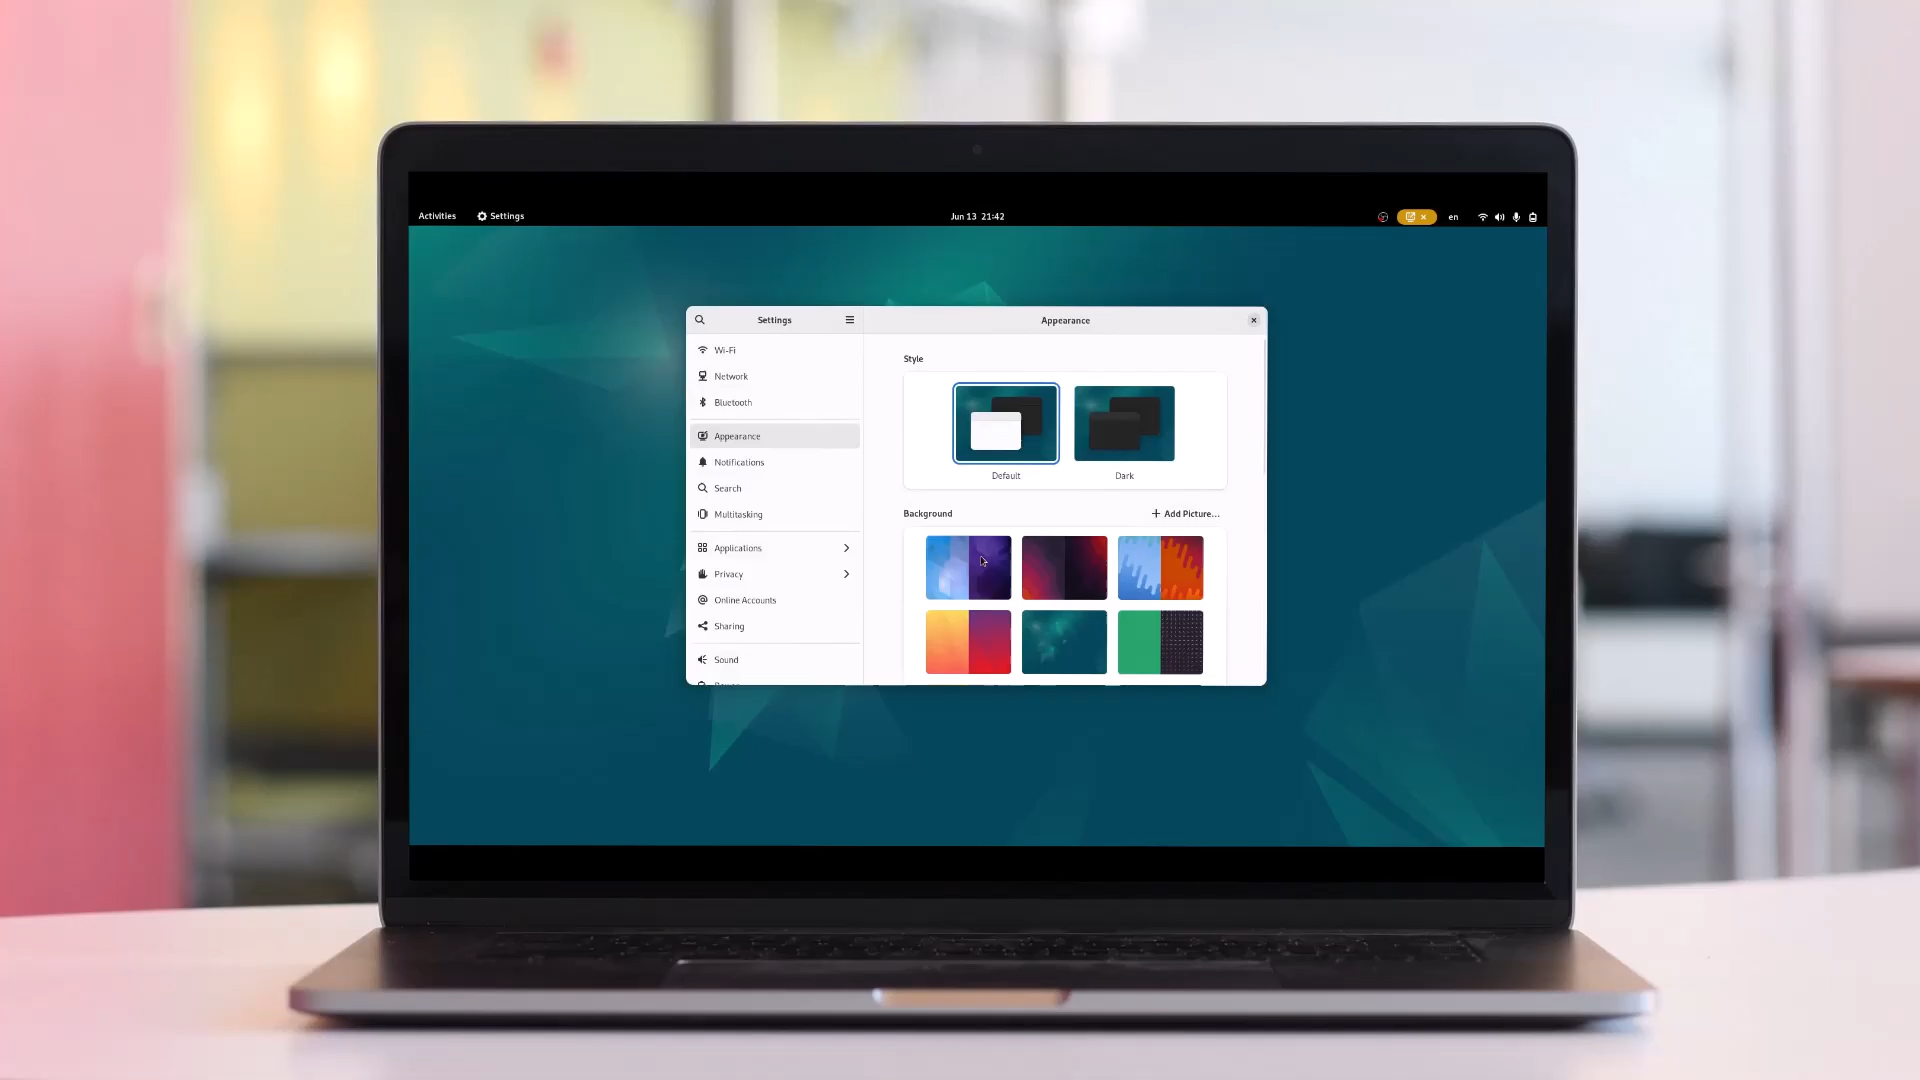 Activities Settings Jun 13 21:42 en
Settings
Appearance
Wi-Fi
Network
Bluetooth
Appearance
Notifications
Search
Multitasking
Applications
Privacy
Online Accounts
Sharing
Sound
Style
Default Dark
Background Add Picture...